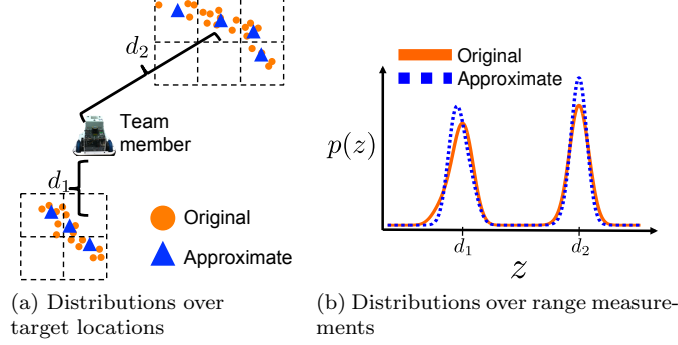 d₂
Team
member
d₁
Original
Approximate
(a) Distributions over
target locations
Original
Approximate
p(z)
d₁
d₂
z
(b) Distributions over range measure-
ments